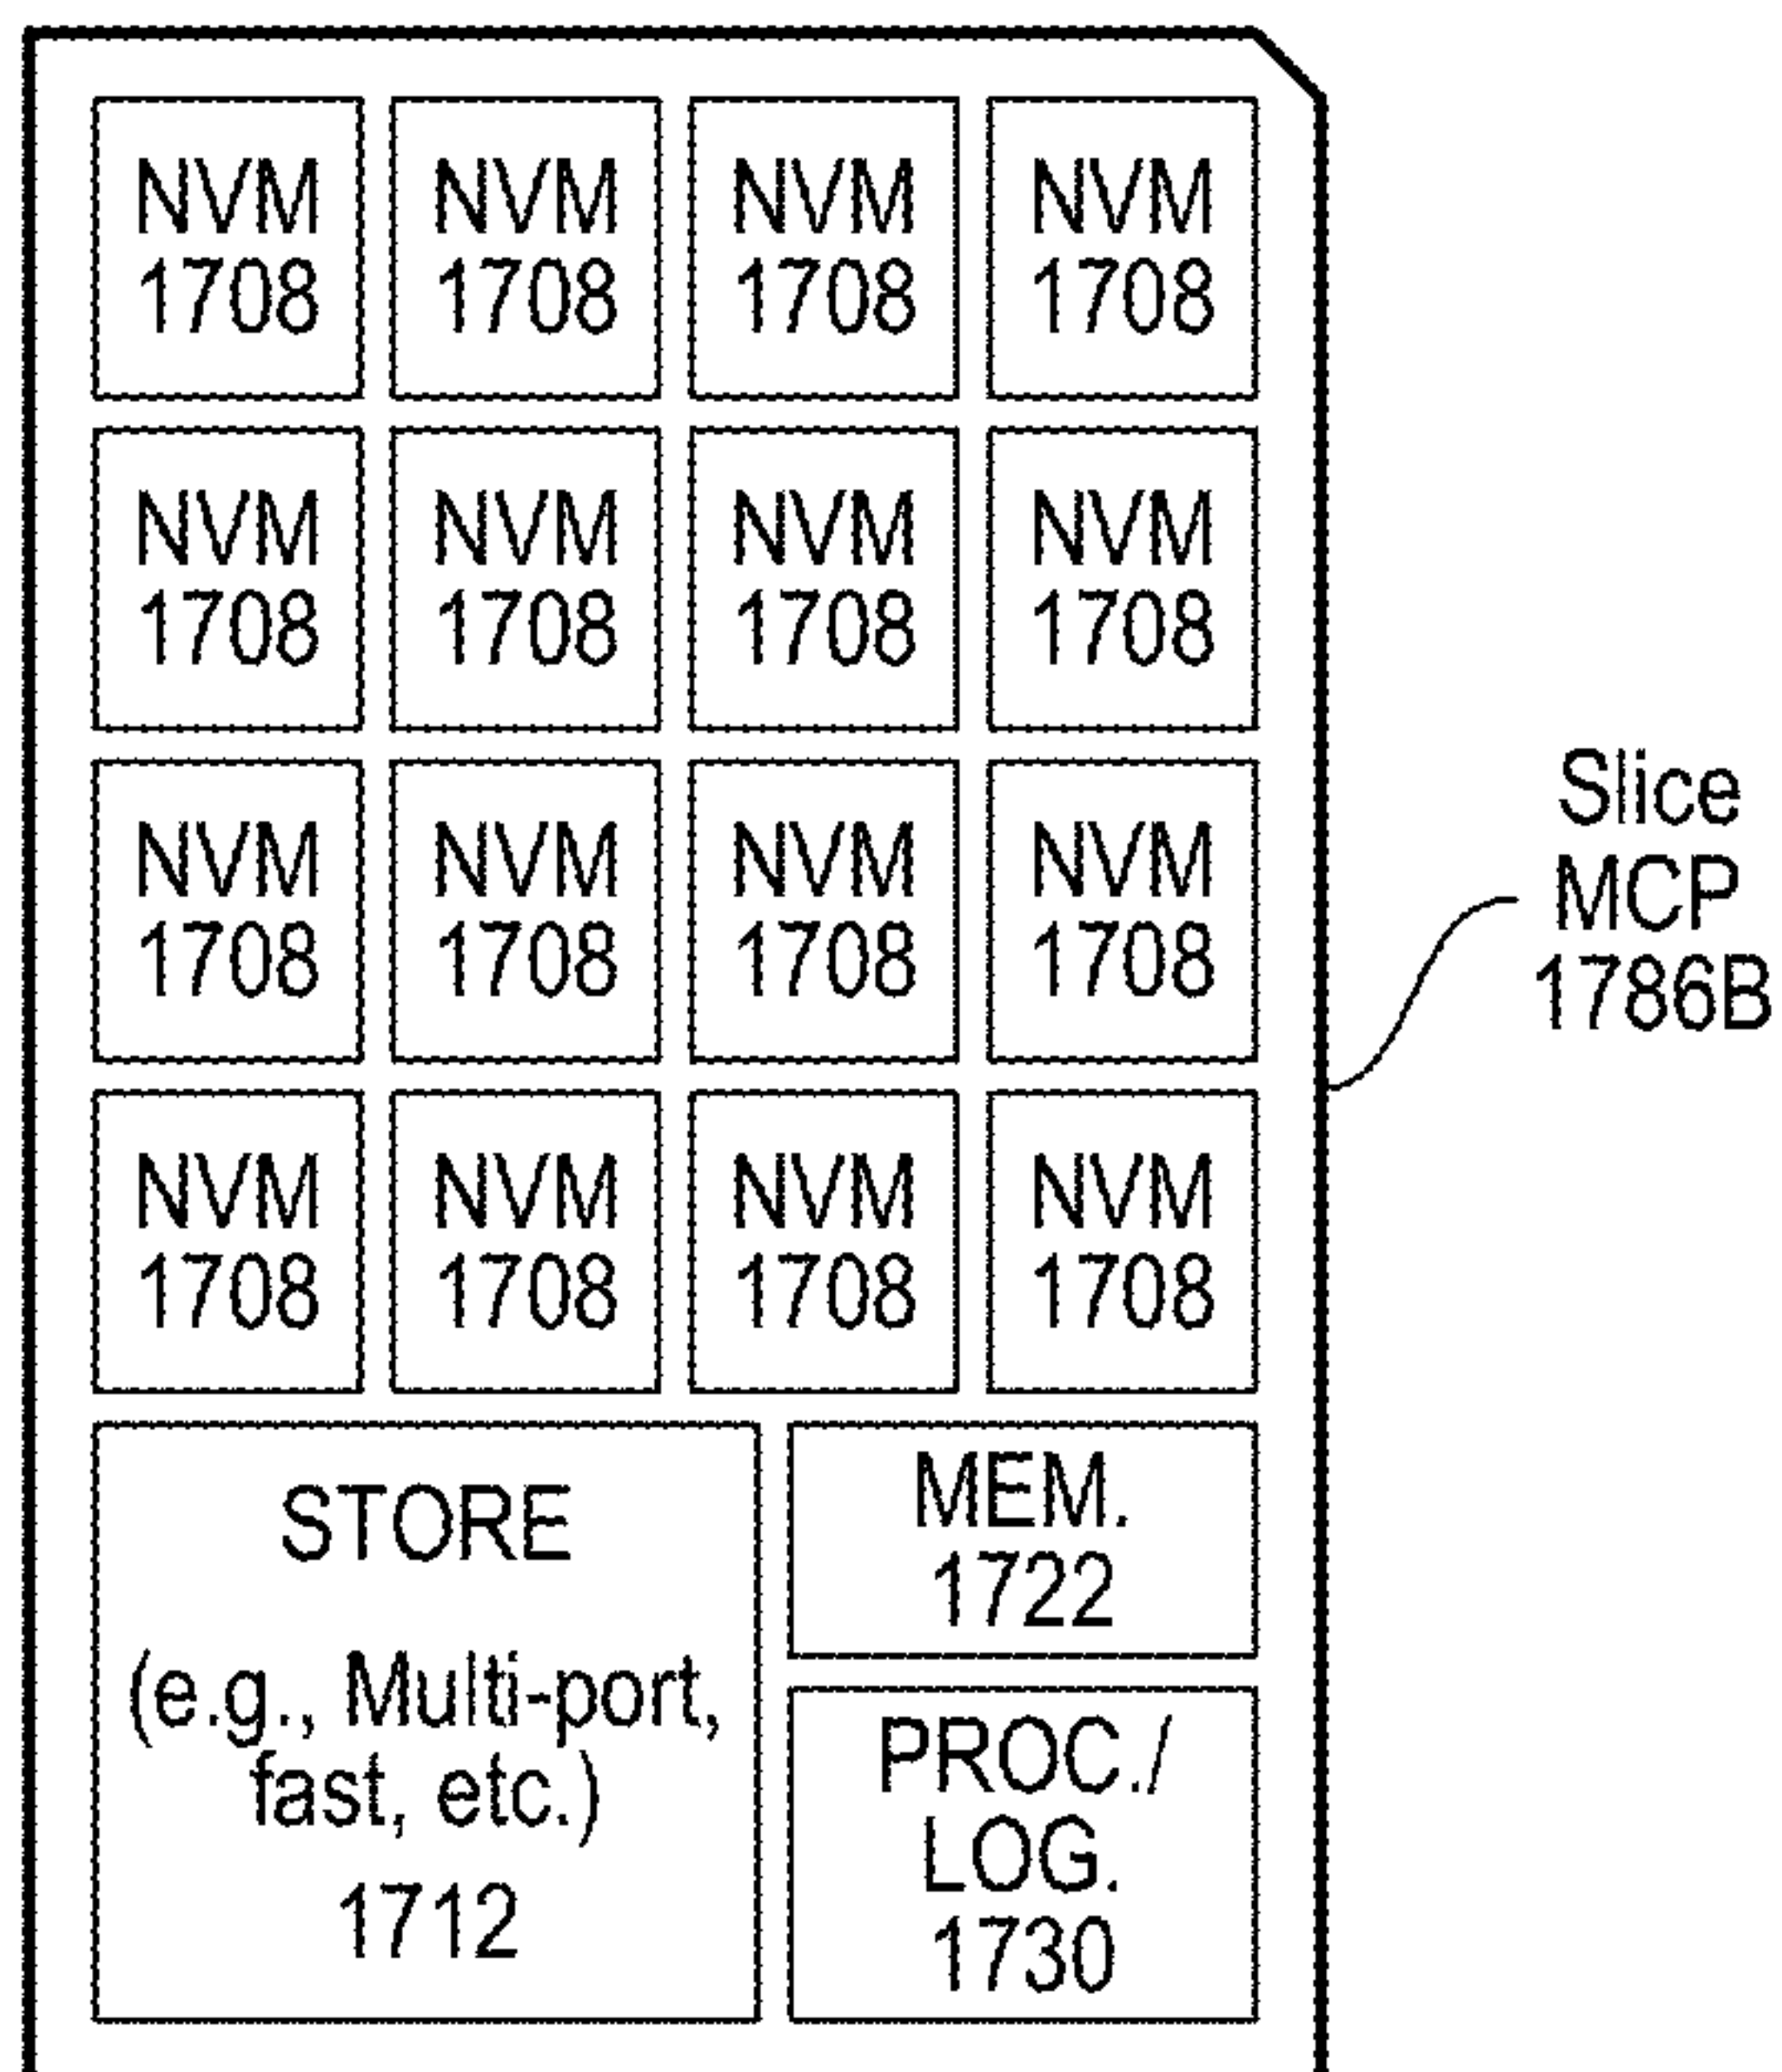 NVM
1708
NVM
1708
NVM
1708
NVM
1708
NVM
1708
NVM
1708
NVM
1708
NVM
1708
NVM
1708
NVM
1708
NVM
1708
NVM
1708
NVM
1708
NVM
1708
NVM
1708
NVM
1708
STORE
(e.g., Multi-port,
fast, etc.)
1712
MEM.
1722
PROC./
LOG.
1730
Slice
MCP
1786B